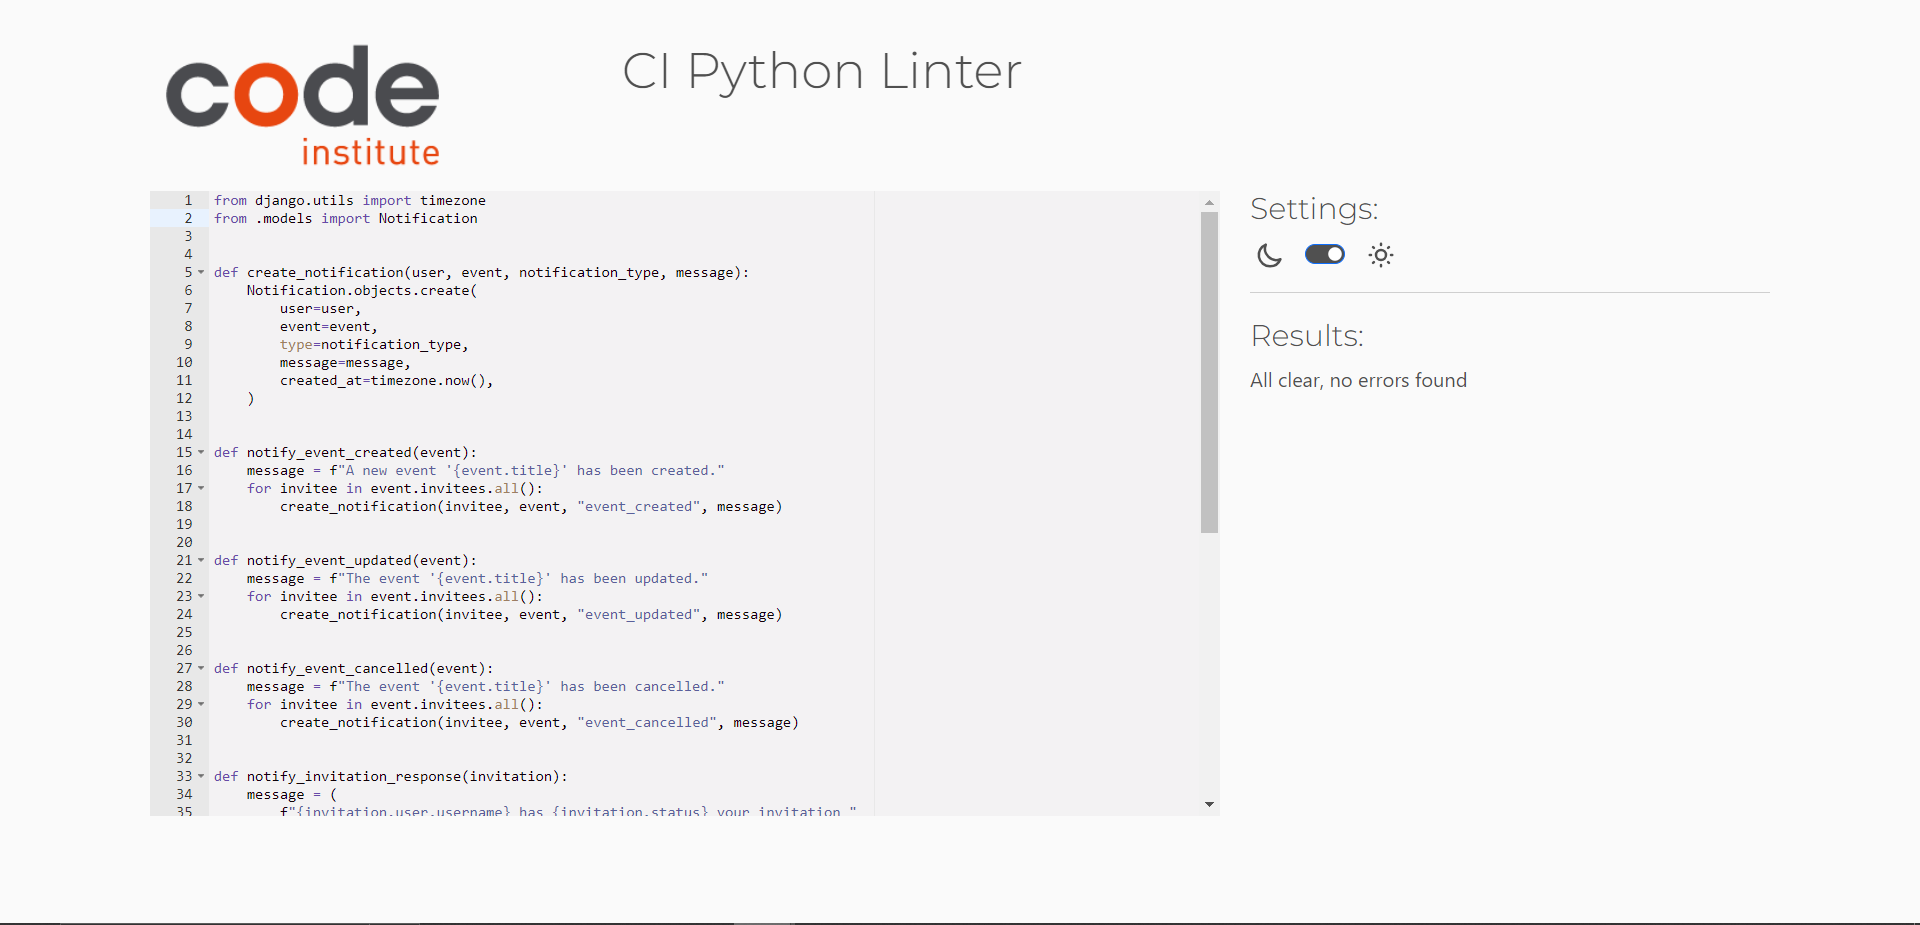 code
institute
CI Python Linter
1 from django.utils import timezone
2 from .models import Notification
3
4
5 def create_notification(user, event, notification_type, message):
6     Notification.objects.create(
7         user=user,
8         event=event,
9         type=notification_type,
10         message=message,
11         created_at=timezone.now(),
12     )
13
14
15 def notify_event_created(event):
16     message = f"A new event '{event.title}' has been created."
17     for invitee in event.invitees.all():
18         create_notification(invitee, event, "event_created", message)
19
20
21 def notify_event_updated(event):
22     message = f"The event '{event.title}' has been updated."
23     for invitee in event.invitees.all():
24         create_notification(invitee, event, "event_updated", message)
25
26
27 def notify_event_cancelled(event):
28     message = f"The event '{event.title}' has been cancelled."
29     for invitee in event.invitees.all():
30         create_notification(invitee, event, "event_cancelled", message)
31
32
33 def notify_invitation_response(invitation):
34     message = (
35         f"{invitation.user.username} has {invitation.status} your invitation "
Settings:
Results:
All clear, no errors found